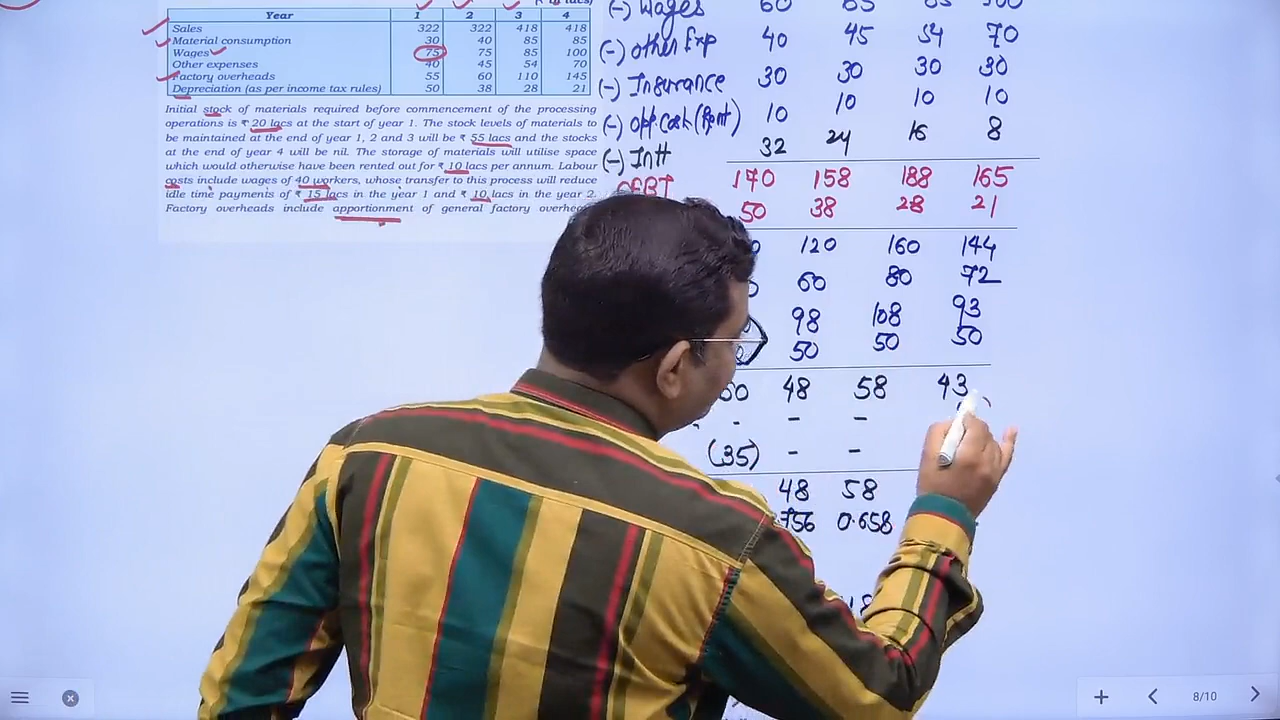 Year 1 2 3 4
Sales 322 322 418 418
Material consumption 30 40 85 85
Wages 75 75 85 100
Other expenses 40 45 54 70
Factory overheads 55 60 110 145
Depreciation (as per income tax rules) 50 38 28 21
Initial stock of materials required before commencement of the processing
operations is ₹ 20 lacs at the start of year 1. The stock levels of materials to
be maintained at the end of year 1, 2 and 3 will be ₹ 55 lacs and the stocks
at the end of year 4 will be nil. The storage of materials will utilise space
which would otherwise have been rented out for ₹ 10 lacs per annum. Labour
costs include wages of 40 workers, whose transfer to this process will reduce
idle time payments of ₹ 15 lacs in the year 1 and ₹ 10 lacs in the year 2.
Factory overheads include apportionment of general factory
(-) Wages 60 65 85 100
(-) Other Exp 40 45 54 70
(-) Insurance 30 30 30 30
(-) Opp. Cash (Rent) 10 10 10 10
(-) Intt 32 24 16 8
170 158 188 165
50 38 28 21
120 160 144
60 80 72
98 108 93
50 50 50
48 58 43
- - -
(35) - -
48 58
0.658
8/10